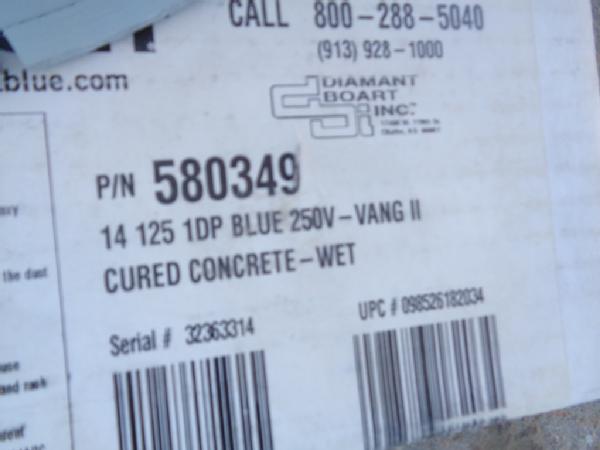 CALL 800-288-5040
(913) 928-1000
blue.com
DIAMANT
BOART
INC.
P/N 580349
14 125 1DP BLUE 250V-VANG II
CURED CONCRETE-WET
the dust
Serial # 32363314
UPC # 098526182034
and